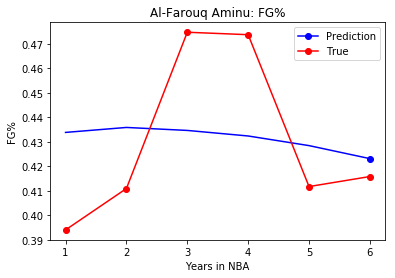 Al-Farouq Aminu: FG%
Prediction
True
0.47
0.46
0.45
0.44
0.43
0.42
0.41
0.40
0.39
FG%
1 2 3 4 5 6
Years in NBA